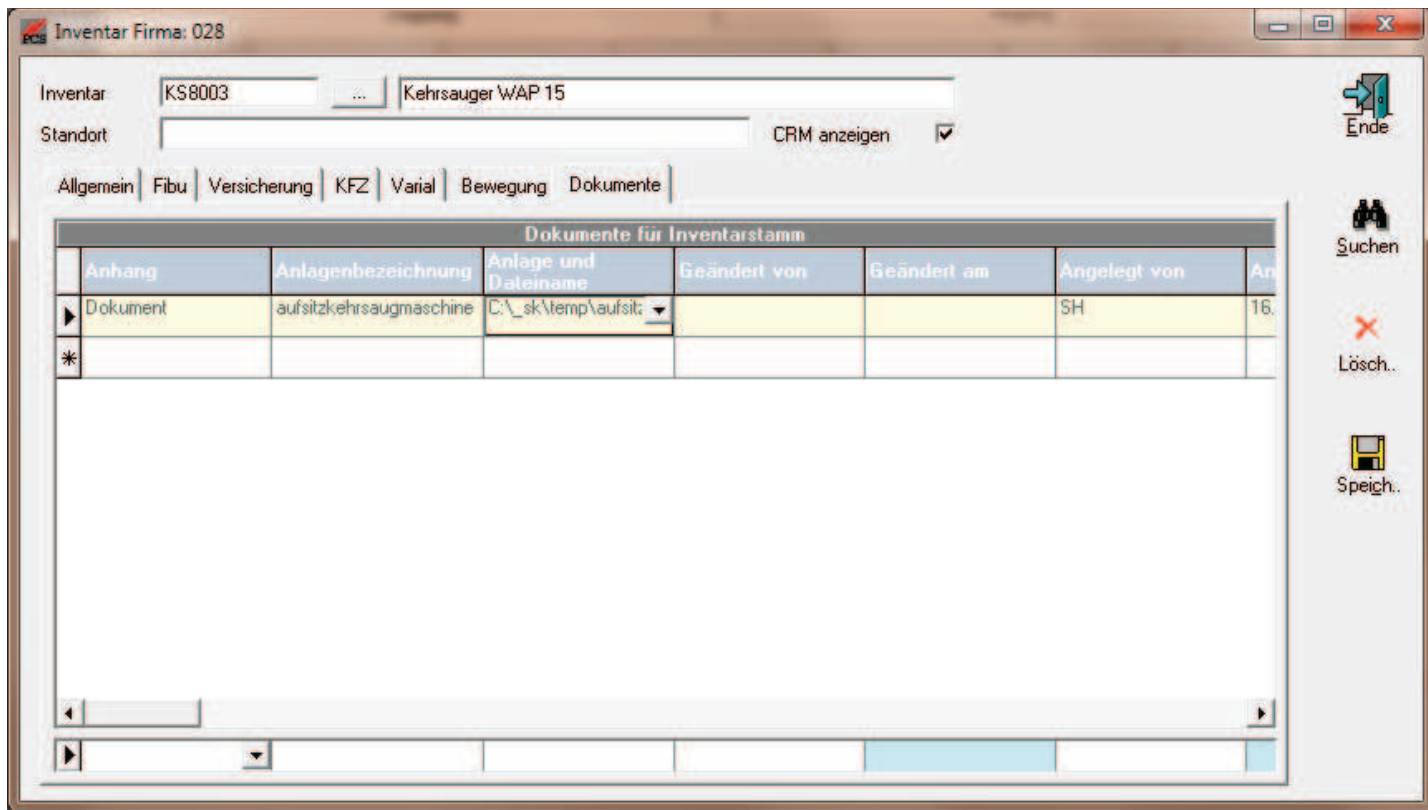 Inventar Firma: 028
Inventar KS8003 ... Kehrsauger WAP 15
Standort CRM anzeigen
Ende
Allgemein Fibu Versicherung KFZ Varial Bewegung Dokumente
Suchen
Dokumente für Inventarstamm
Anhang Anlagenbezeichnung Anlage und Dateiname Geändert von Geändert am Angelegt von An
Dokument aufsitzkehrsaugmaschine C:\_sk\temp\aufsitz SH 16.
Lösch..
Speich..